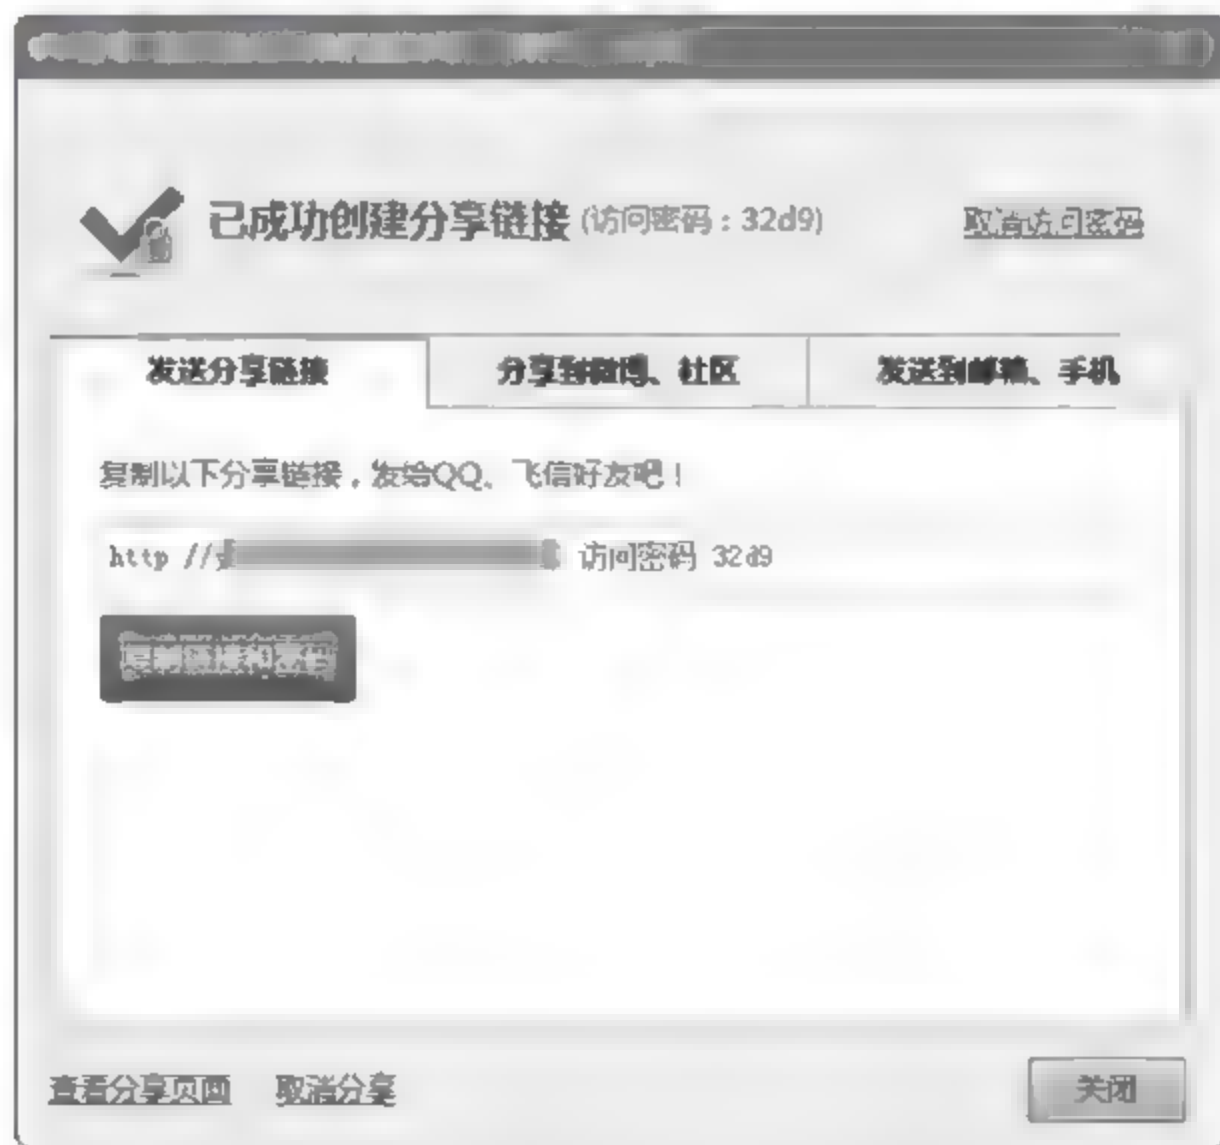 已成功创建分享链接 (访问密码：32d9) 取消访问密码
发送分享链接 分享到微博、社区 发送到邮箱、手机
复制以下分享链接，发给QQ、飞信好友吧！
http //y 访问密码 32d9
复制链接和密码
查看分享页面 取消分享 关闭